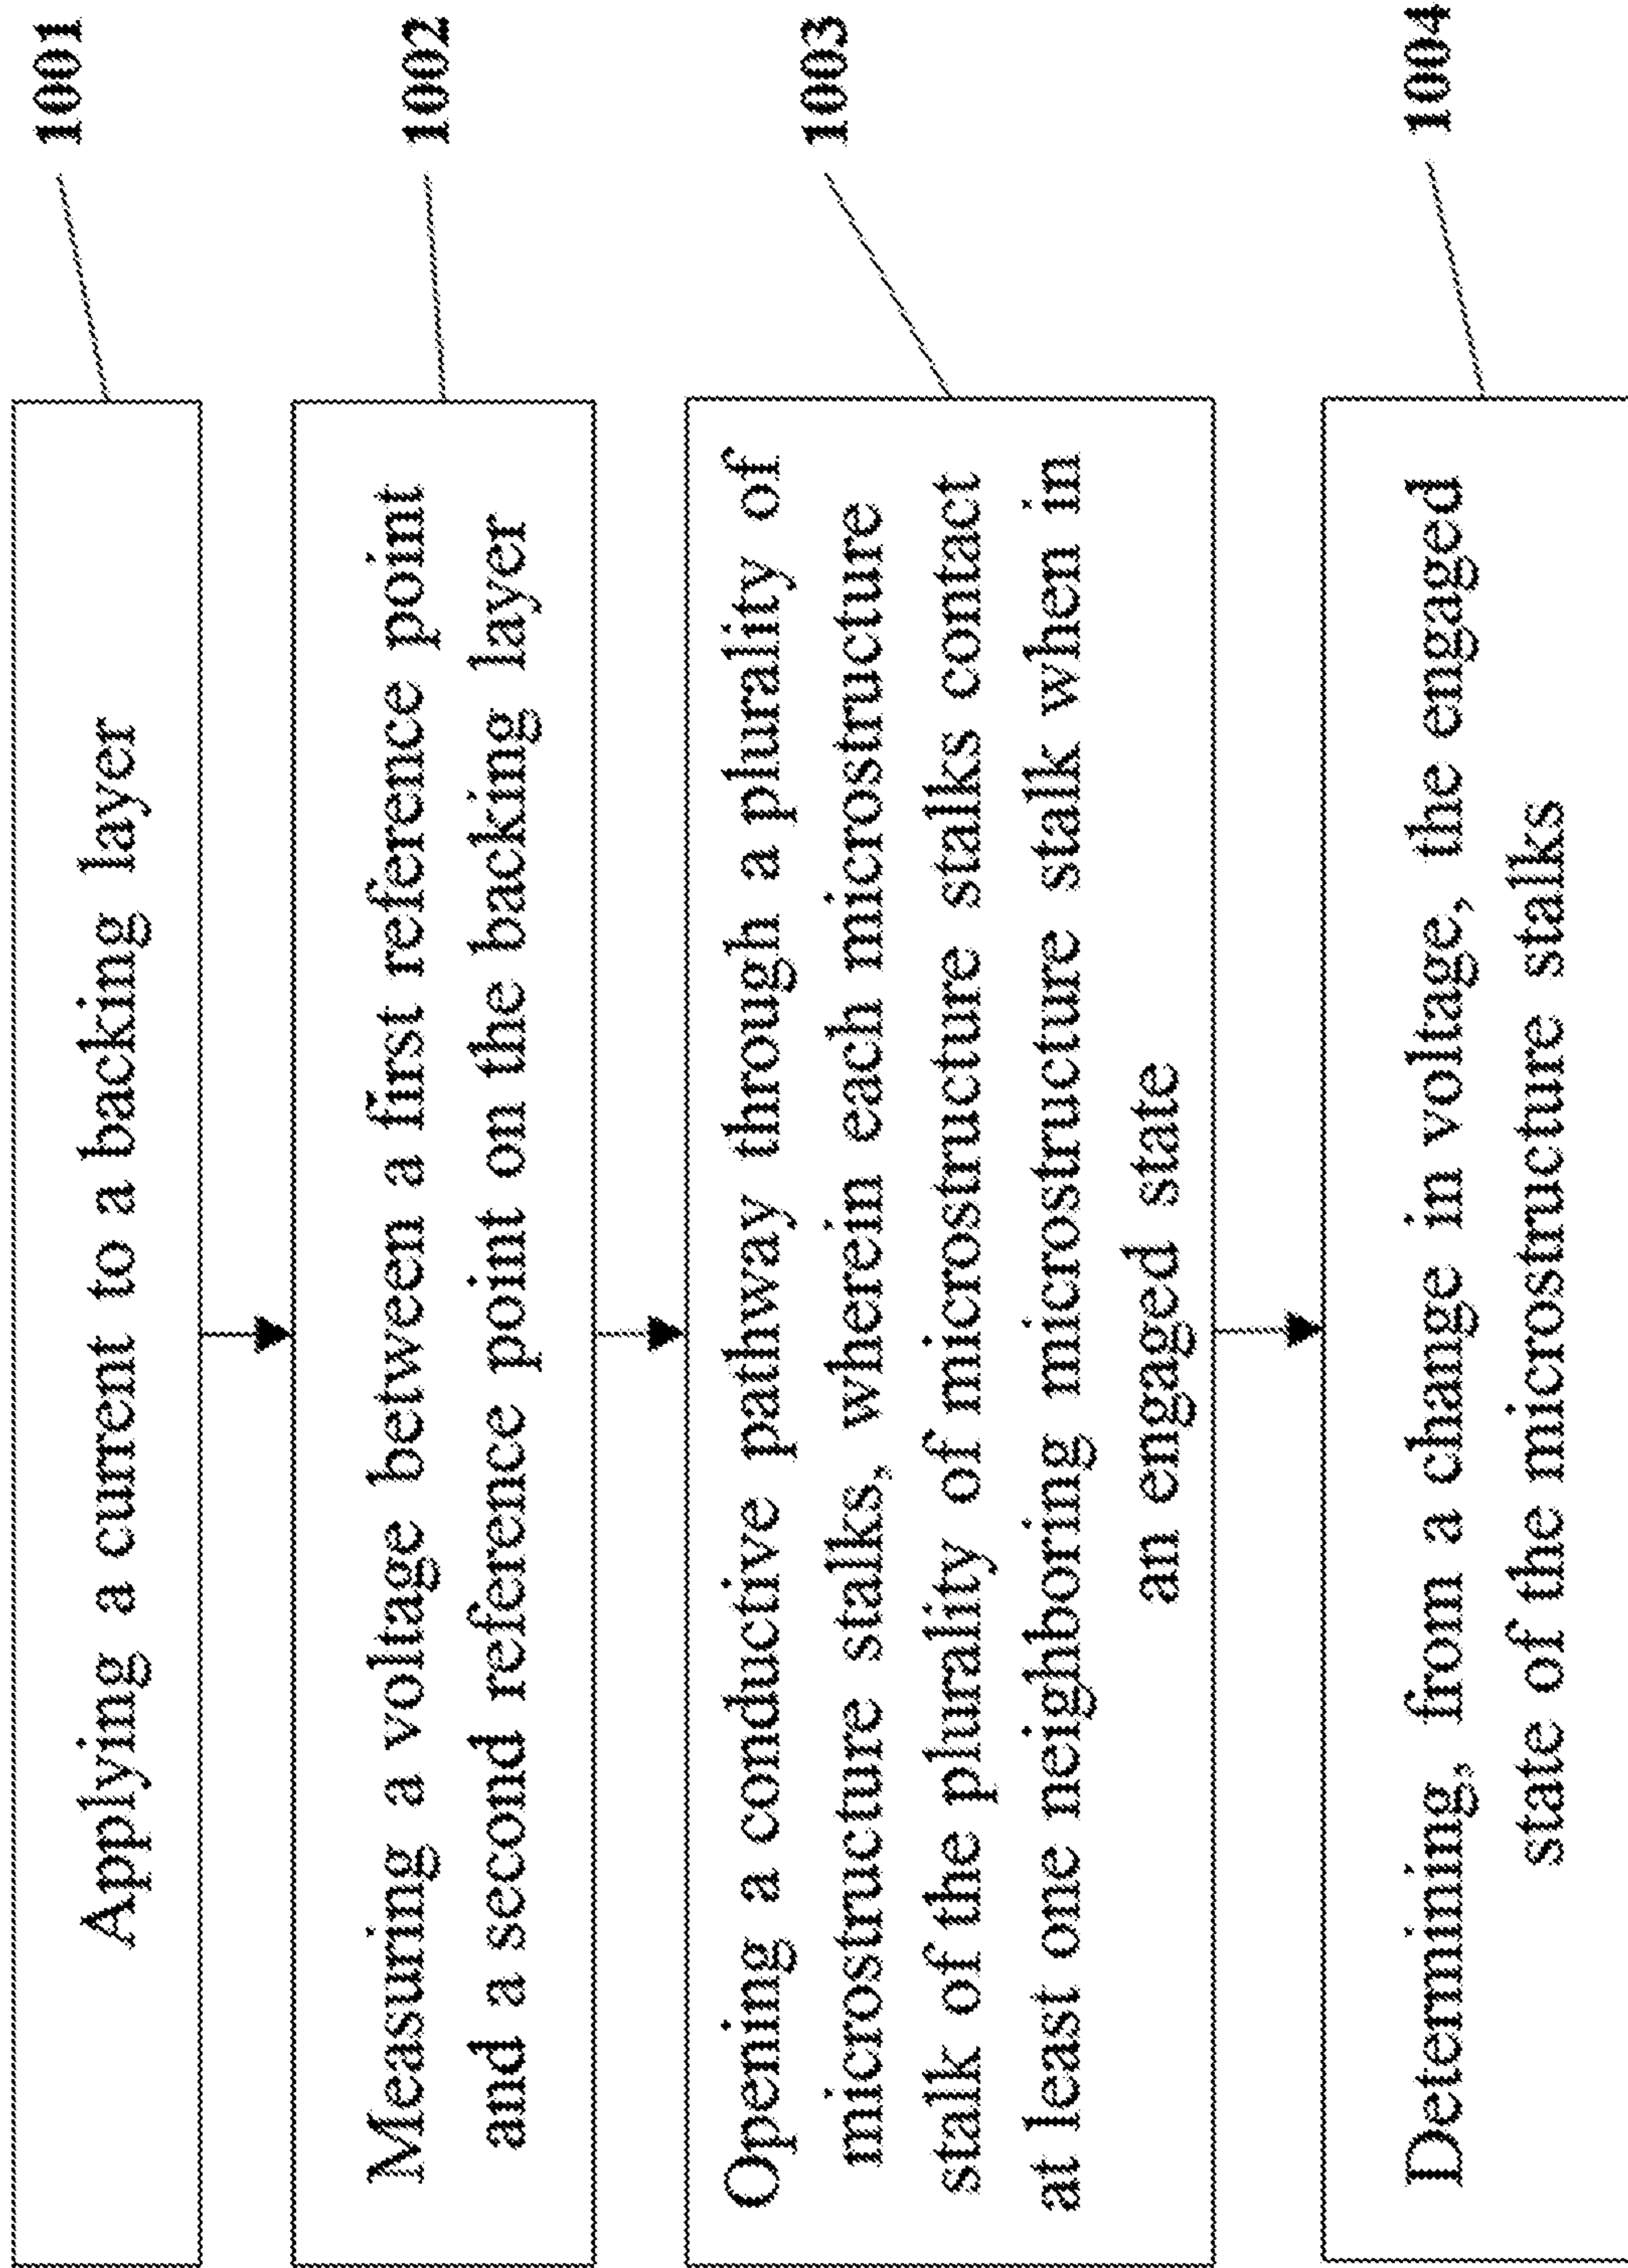 Applying a current to a backing layer
1001
Measuring a voltage between a first reference point
and a second reference point on the backing layer
1002
Opening a conductive pathway through a plurality of
microstructure stalks, wherein each microstructure
stalk of the plurality of microstructure stalks contact
at least one neighboring microstructure stalk when in
an engaged state
1003
Determining, from a change in voltage, the engaged
state of the microstructure stalks
1004